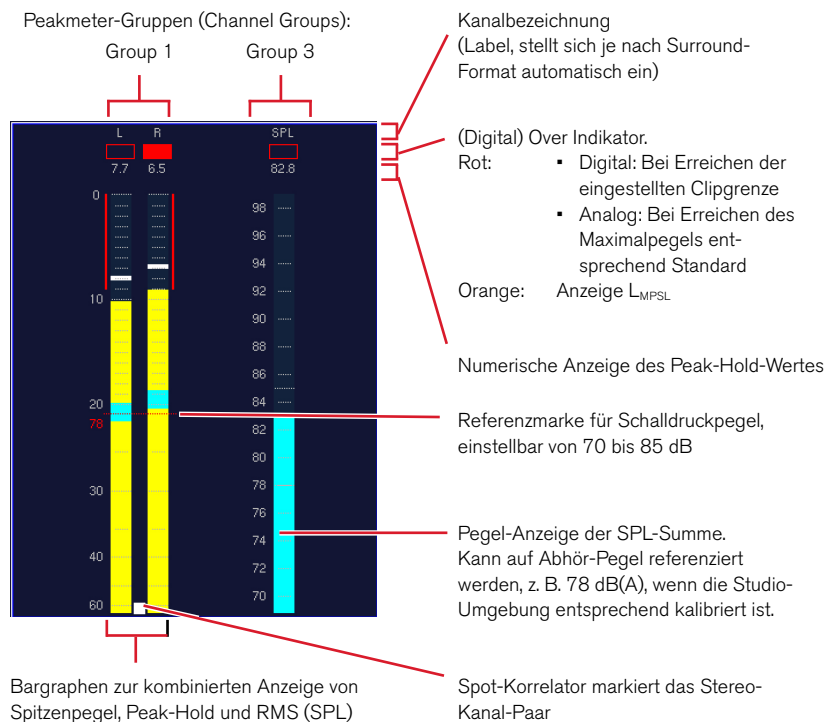 Peakmeter-Gruppen (Channel Groups):
Group 1
Group 3
L
R
SPL
7.7
6.5
82.8
0
10
20
78
30
40
60
98
96
94
92
90
88
86
84
82
80
78
76
74
72
70
Kanalbezeichnung
(Label, stellt sich je nach Surround-
Format automatisch ein)
(Digital) Over Indikator.
Rot: ▪ Digital: Bei Erreichen der
eingestellten Clipgrenze
▪ Analog: Bei Erreichen des
Maximalpegels ent-
sprechend Standard
Orange: Anzeige LMPSL
Numerische Anzeige des Peak-Hold-Wertes
Referenzmarke für Schalldruckpegel,
einstellbar von 70 bis 85 dB
Pegel-Anzeige der SPL-Summe.
Kann auf Abhör-Pegel referenziert
werden, z. B. 78 dB(A), wenn die Studio-
Umgebung entsprechend kalibriert ist.
Bargraphen zur kombinierten Anzeige von
Spitzenpegel, Peak-Hold und RMS (SPL)
Spot-Korrelator markiert das Stereo-
Kanal-Paar